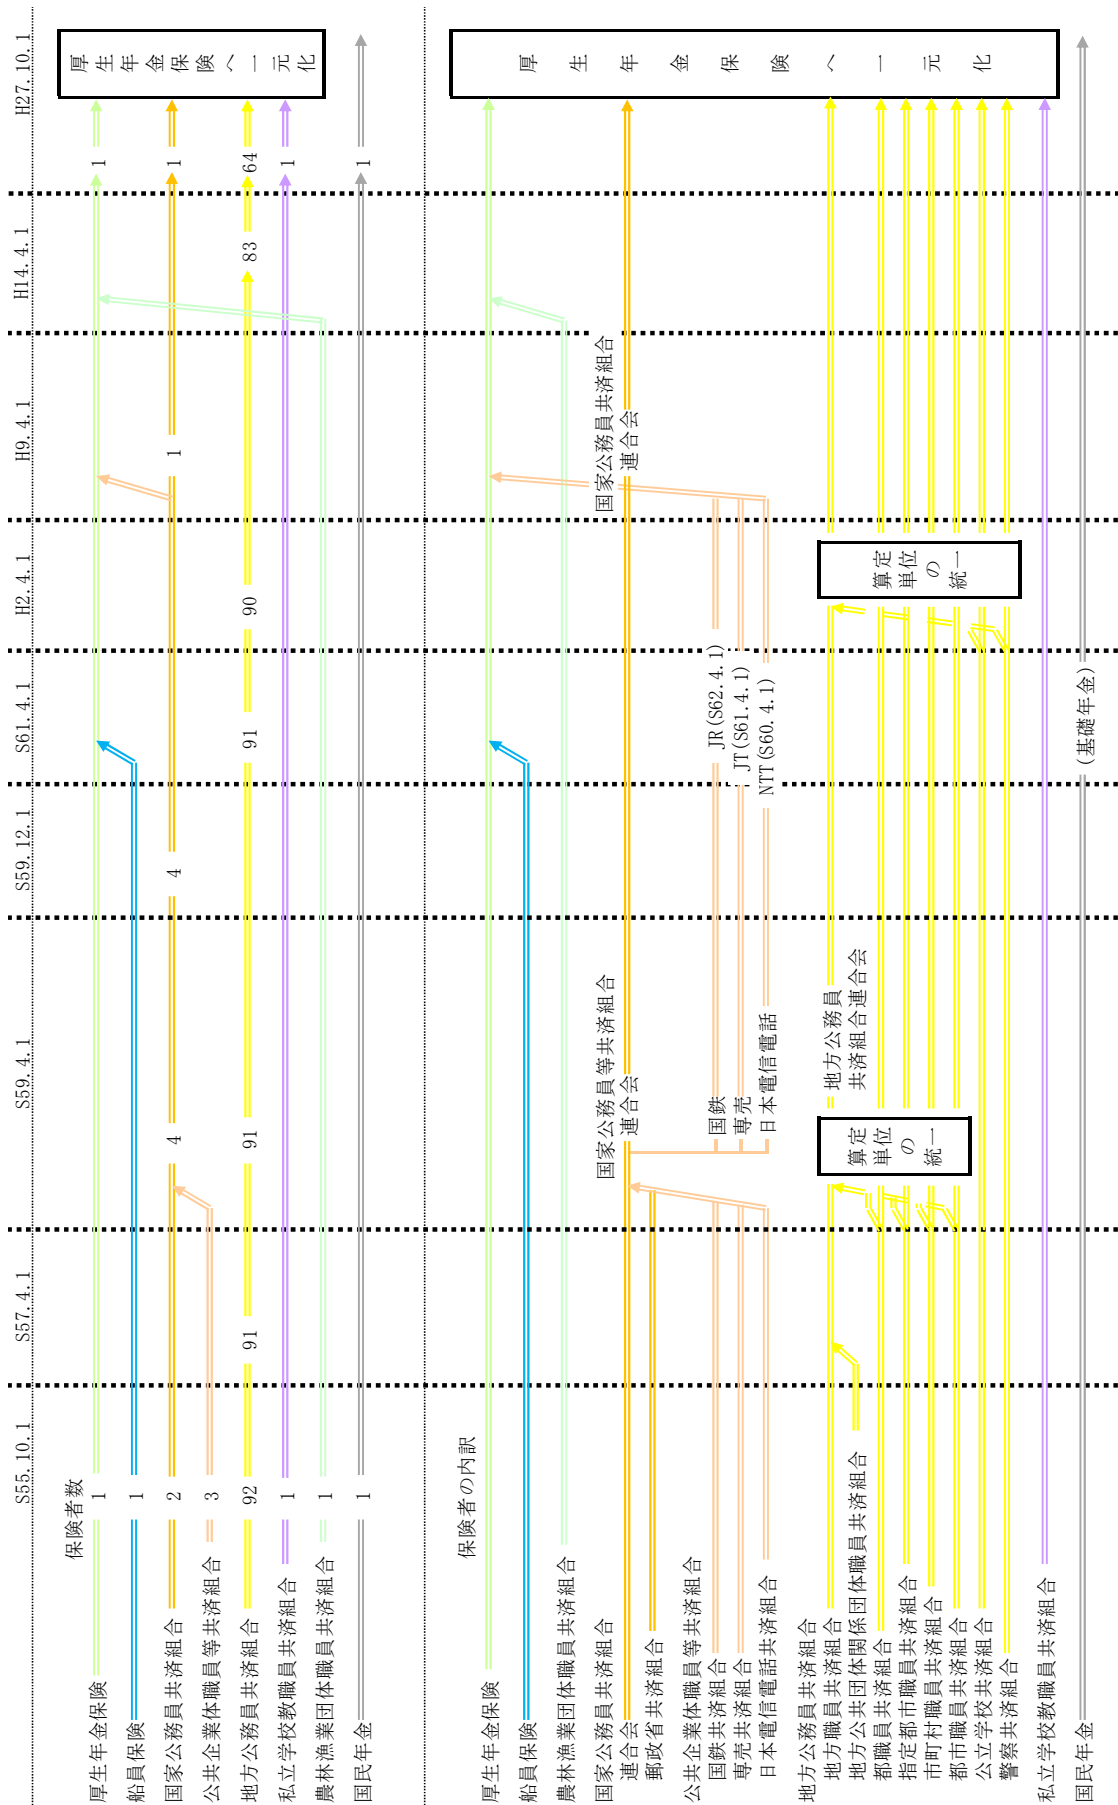 S55.10.1 S57.4.1 S59.4.1 S59.12.1 S61.4.1 H2.4.1 H9.4.1 H14.4.1 H27.10.1
保険者数
厚生年金保険 1 1
船員保険 1
国家公務員共済組合 2 4 4 1 1
公共企業体職員等共済組合 3
地方公務員共済組合 92 91 91 91 90 83 64
私立学校教職員共済組合 1 1
農林漁業団体職員共済組合 1
国民年金 1 1
厚生年金保険へ一元化
保険者の内訳
厚生年金保険
船員保険
農林漁業団体職員共済組合
国家公務員共済組合 国家公務員等共済組合 国家公務員共済組合
連合会 連合会 連合会
郵政省共済組合
公共企業体職員等共済組合
国鉄共済組合 国鉄 JR(S62.4.1)
専売共済組合 専売 JT(S61.4.1)
日本電信電話共済組合 日本電信電話 NTT(S60.4.1)
地方公務員共済組合
地方職員共済組合 地方公務員
地方公共団体関係団体職員共済組合 共済組合連合会
都職員共済組合
指定都市職員共済組合
市町村職員共済組合
都市職員共済組合
公立学校共済組合
警察共済組合
算定
単位
の
統一
算定
単位
の
統一
私立学校教職員共済組合
国民年金 (基礎年金)
厚生年金保険へ一元化